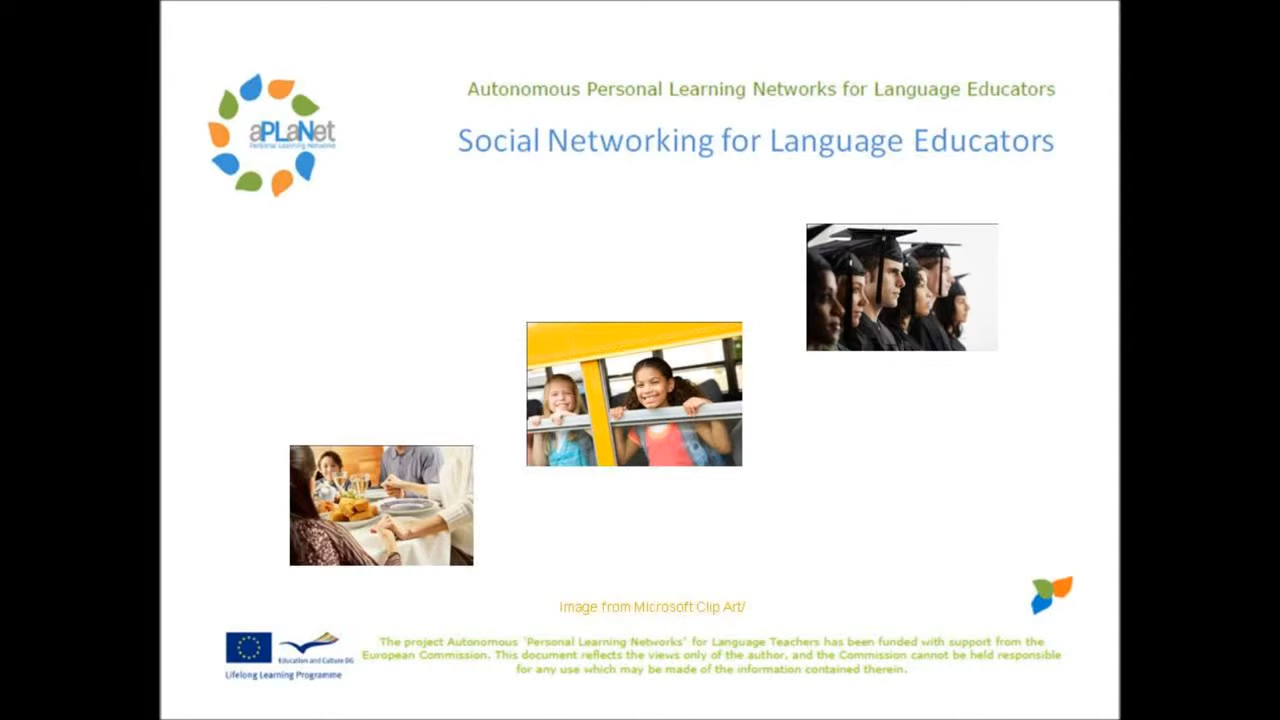 Autonomous Personal Learning Networks for Language Educators
aPLaNet
Personal Learning Networks
Social Networking for Language Educators
Image from Microsoft Clip Art/
The project Autonomous `Personal Learning Networks' for Language Teachers has been funded with support from the
European Commission. This document reflects the views only of the author, and the Commission cannot be held responsible
for any use which may be made of the information contained therein.
Education and Culture DG
Lifelong Learning Programme